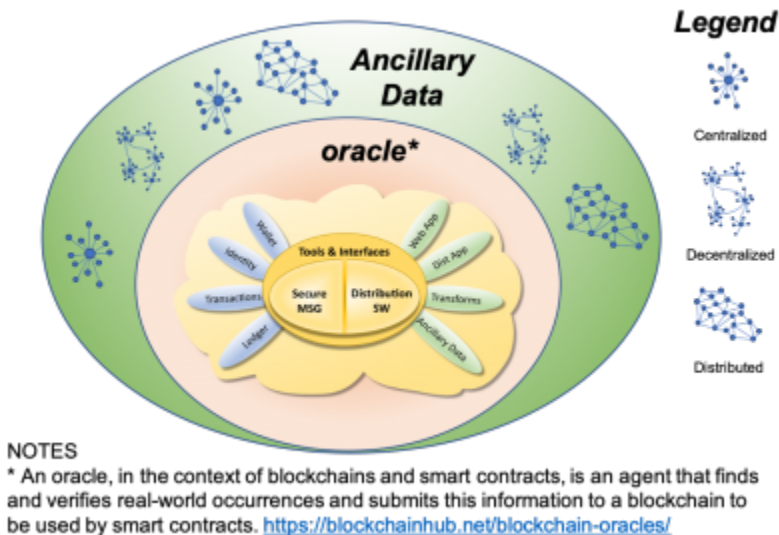 Legend
Ancillary
Data
oracle*
Centralized
Decentralized
Distributed
Wallet
Identity
Transactions
Ledger
Tools & Interfaces
Secure
MSG
Distribution
SW
Web App
Dist App
Transforms
Ancillary Data
NOTES
* An oracle, in the context of blockchains and smart contracts, is an agent that finds
and verifies real-world occurrences and submits this information to a blockchain to
be used by smart contracts. https://blockchainhub.net/blockchain-oracles/